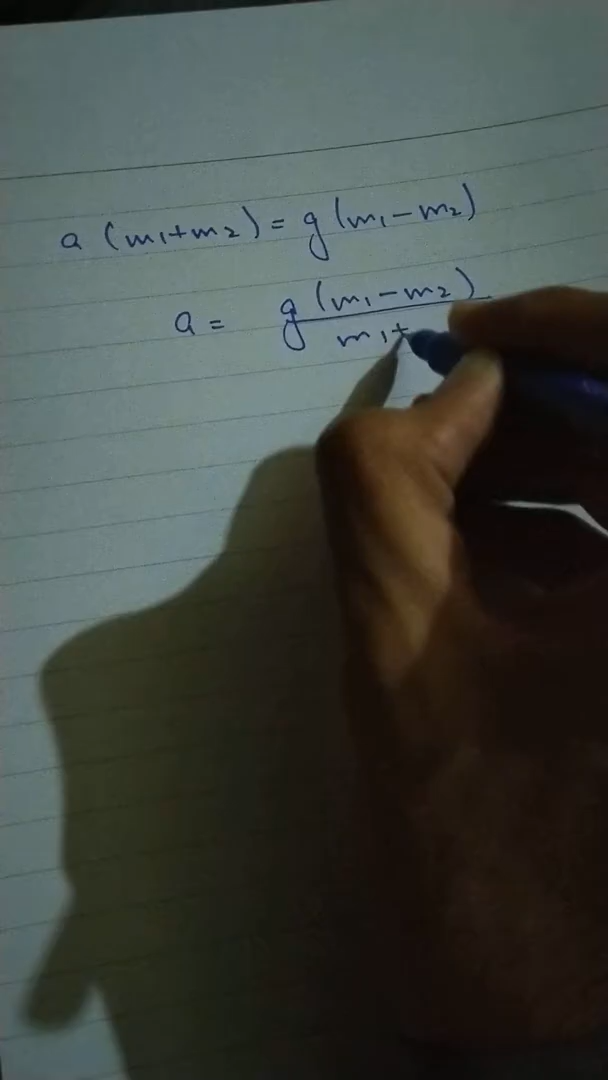 a (m1+m2) = g(m1-m2)
a = g(m1-m2)
m1+